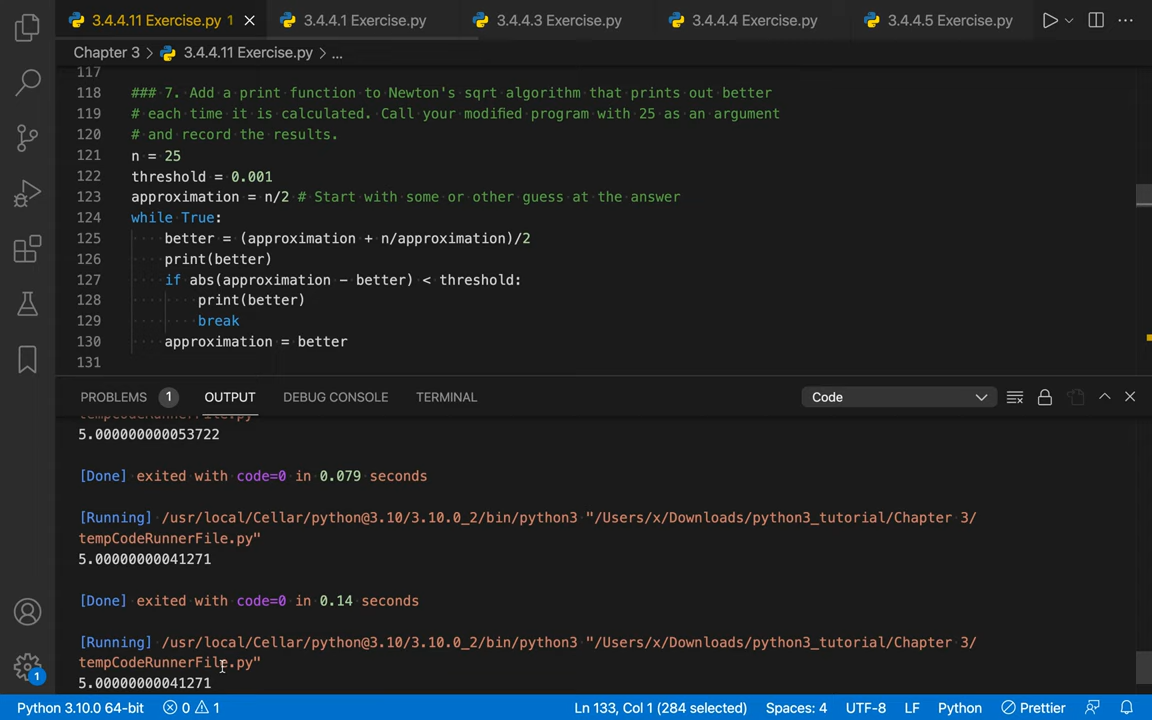 3.4.4.11 Exercise.py 1
3.4.4.1 Exercise.py
3.4.4.3 Exercise.py
3.4.4.4 Exercise.py
3.4.4.5 Exercise.py
Chapter 3 > 3.4.4.11 Exercise.py > ...
117
118 ### 7. Add a print function to Newton's sqrt algorithm that prints out better
119 # each time it is calculated. Call your modified program with 25 as an argument
120 # and record the results.
121 n = 25
122 threshold = 0.001
123 approximation = n/2 # Start with some or other guess at the answer
124 while True:
125 better = (approximation + n/approximation)/2
126 print(better)
127 if abs(approximation - better) < threshold:
128 print(better)
129 break
130 approximation = better
131
PROBLEMS 1 OUTPUT DEBUG CONSOLE TERMINAL Code
tempCodeRunnerFile.py"
5.000000000053722
[Done] exited with code=0 in 0.079 seconds
[Running] /usr/local/Cellar/python@3.10/3.10.0_2/bin/python3 "/Users/x/Downloads/python3_tutorial/Chapter 3/
tempCodeRunnerFile.py"
5.00000000041271
[Done] exited with code=0 in 0.14 seconds
[Running] /usr/local/Cellar/python@3.10/3.10.0_2/bin/python3 "/Users/x/Downloads/python3_tutorial/Chapter 3/
tempCodeRunnerFile.py"
5.00000000041271
1
Python 3.10.0 64-bit 0 1 Ln 133, Col 1 (284 selected) Spaces: 4 UTF-8 LF Python Prettier